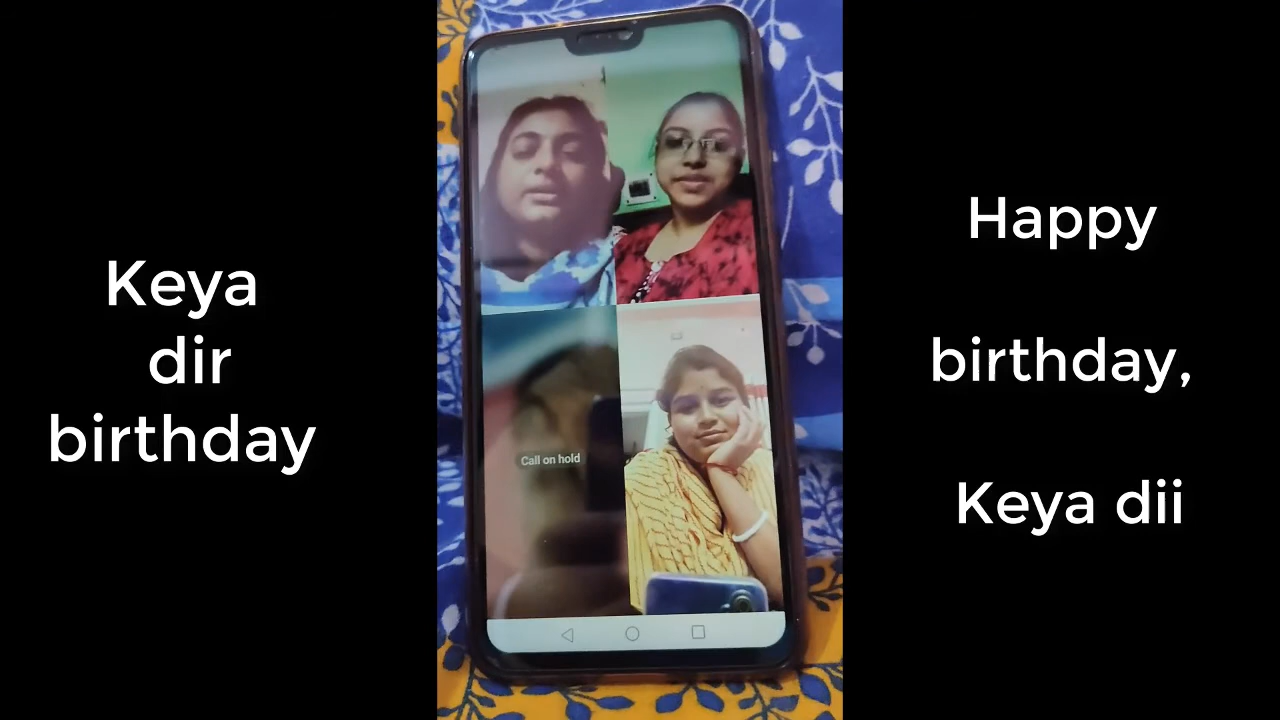 Keya
dir
birthday
Call on hold
Happy
birthday,
Keya dii